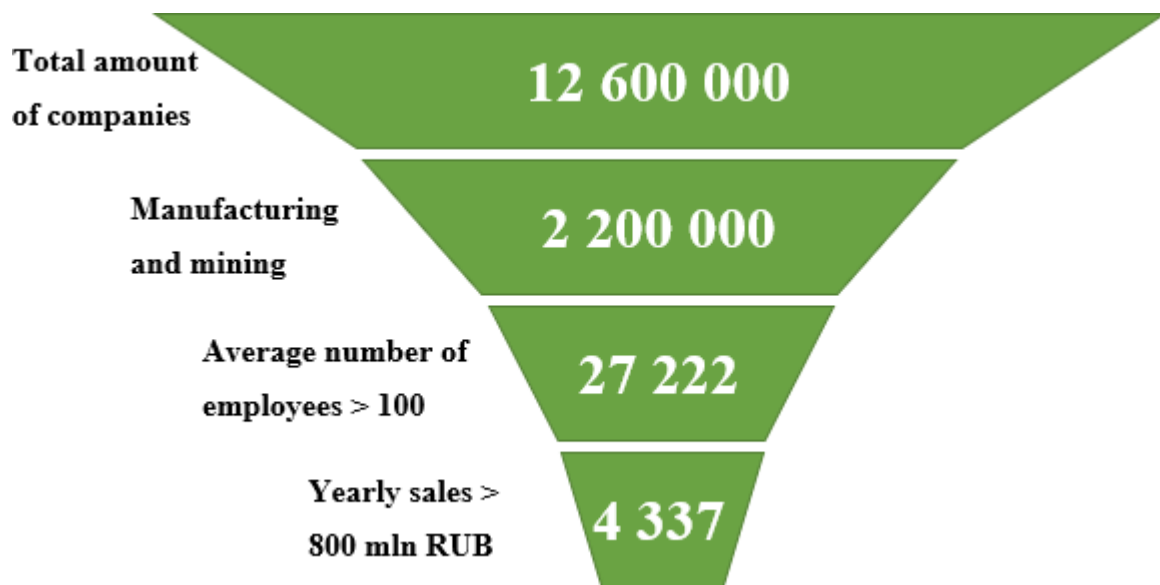 Total amount
of companies
12 600 000
Manufacturing
and mining
2 200 000
Average number of
employees > 100
27 222
Yearly sales >
800 mln RUB
4 337